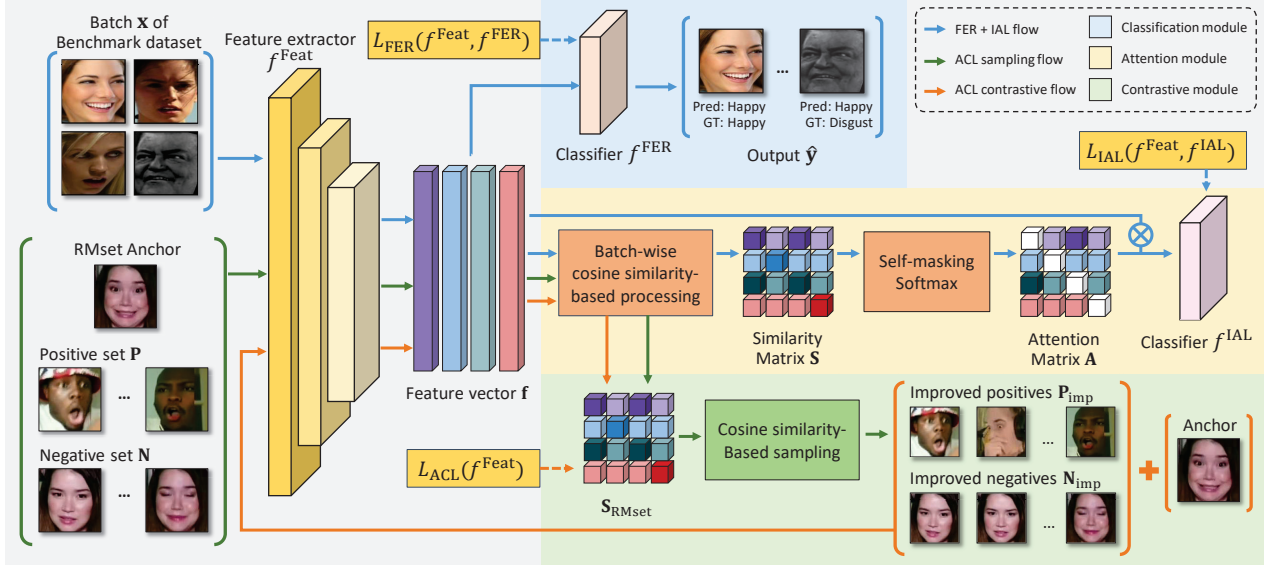 Batch x of
Benchmark dataset
Feature extractor
f^Feat
L_FER(f^Feat, f^FER)
Classifier f^FER
...
Pred: Happy
GT: Happy
Pred: Happy
GT: Disgust
Output ŷ
FER + IAL flow
ACL sampling flow
ACL contrastive flow
Classification module
Attention module
Contrastive module
L_IAL(f^Feat, f^IAL)
RMset Anchor
Positive set P
...
Negative set N
...
Feature vector f
Batch-wise
cosine similarity-
based processing
Similarity
Matrix S
Self-masking
Softmax
Attention
Matrix A
Classifier f^IAL
L_ACL(f^Feat)
S_RMset
Cosine similarity-
Based sampling
Improved positives P_imp
...
Improved negatives N_imp
...
Anchor